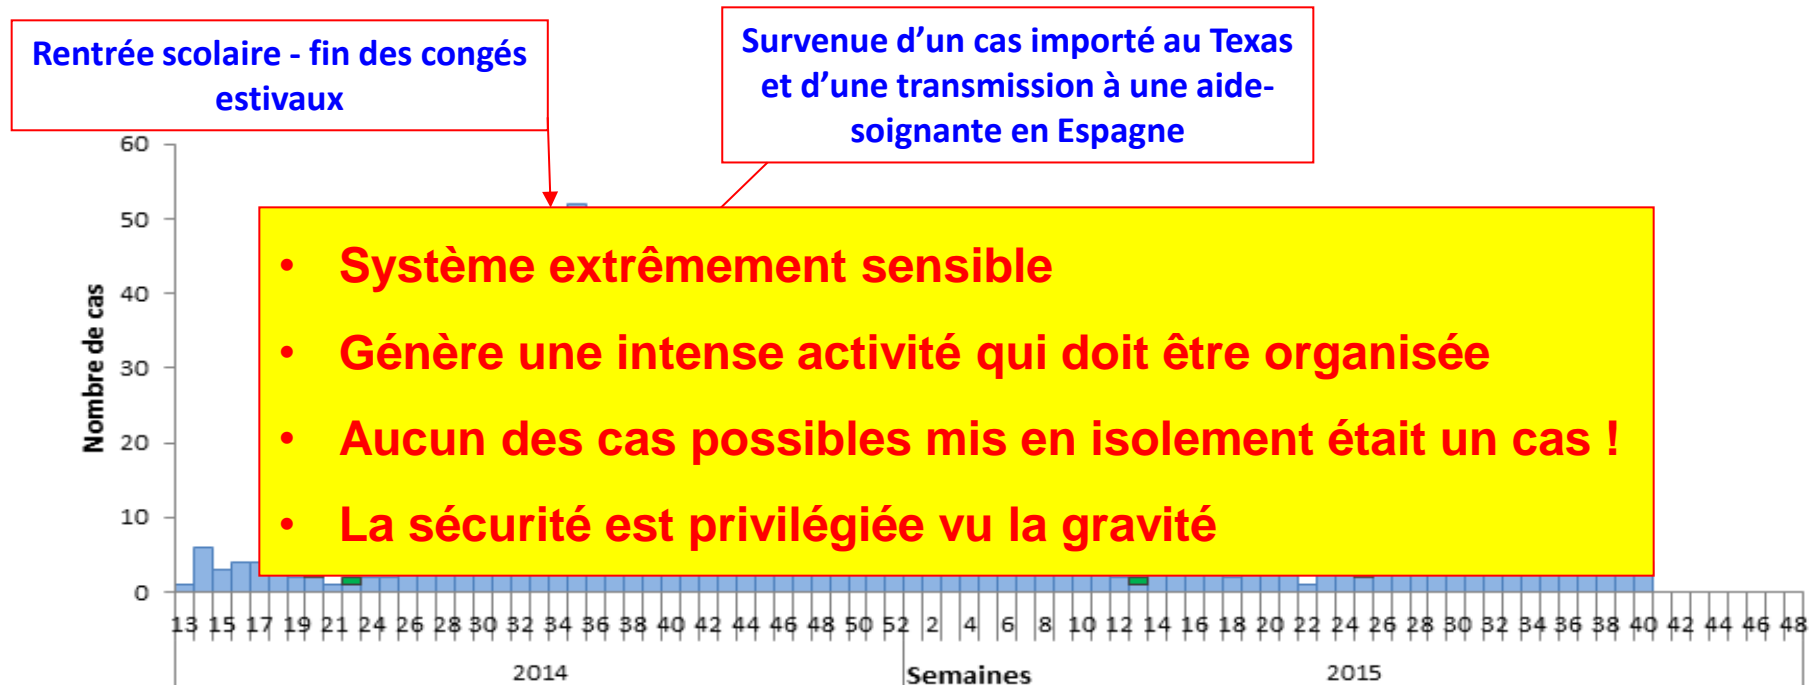 Rentrée scolaire - fin des congés
estivaux
Survenue d’un cas importé au Texas
et d’une transmission à une aide-
soignante en Espagne
60
50
40
30
20
10
0
Nombre de cas
• Système extrêmement sensible
• Génère une intense activité qui doit être organisée
• Aucun des cas possibles mis en isolement était un cas !
• La sécurité est privilégiée vu la gravité
13 15 17 19 21 24 26 28 30 32 34 36 38 40 42 44 46 48 50 52 2 4 6 8 10 12 14 16 18 20 22 24 26 28 30 32 34 36 38 40 42 44 46 48
2014 Semaines 2015